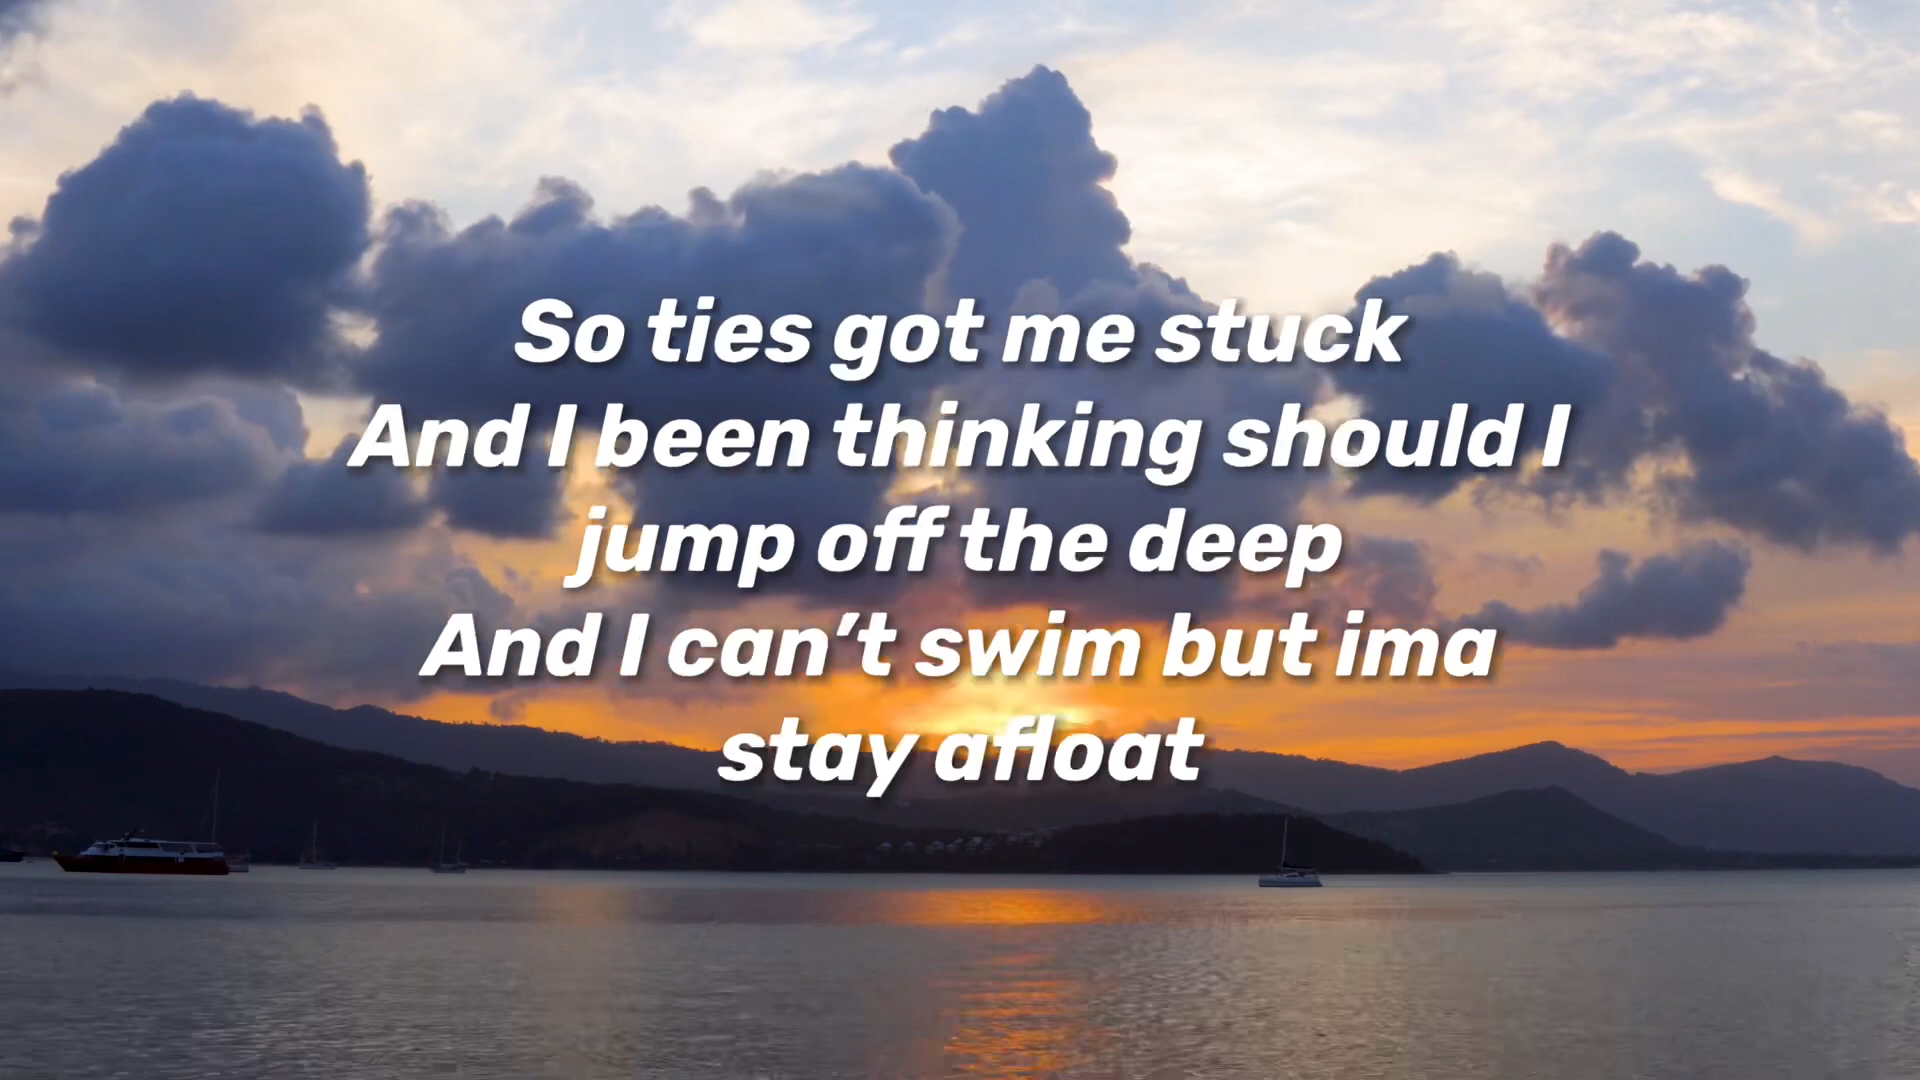 So ties got me stuck
And I been thinking should I
jump off the deep
And I can’t swim but ima
stay afloat